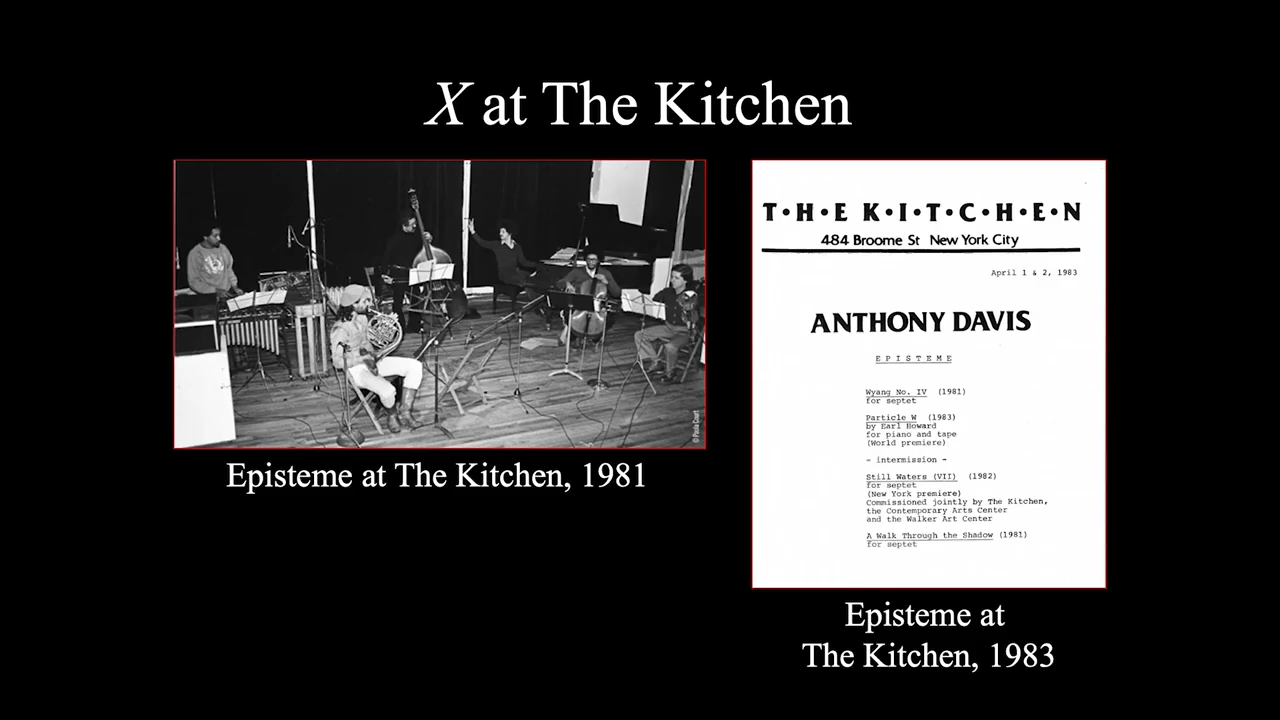 X at The Kitchen
© Paula Court
Episteme at The Kitchen, 1981
T•H•E K•I•T•C•H•E•N
484 Broome St New York City
April 1 & 2, 1983
ANTHONY DAVIS
EPISTEME
Wyang No. IV (1981)
for septet
Particle W (1983)
by Earl Howard
for piano and tape
(World premiere)
- intermission -
Still Waters (VII) (1982)
for septet
(New York premiere)
Commissioned jointly by The Kitchen,
the Contemporary Arts Center
and the Walker Art Center
A Walk Through the Shadow (1981)
for septet
Episteme at
The Kitchen, 1983